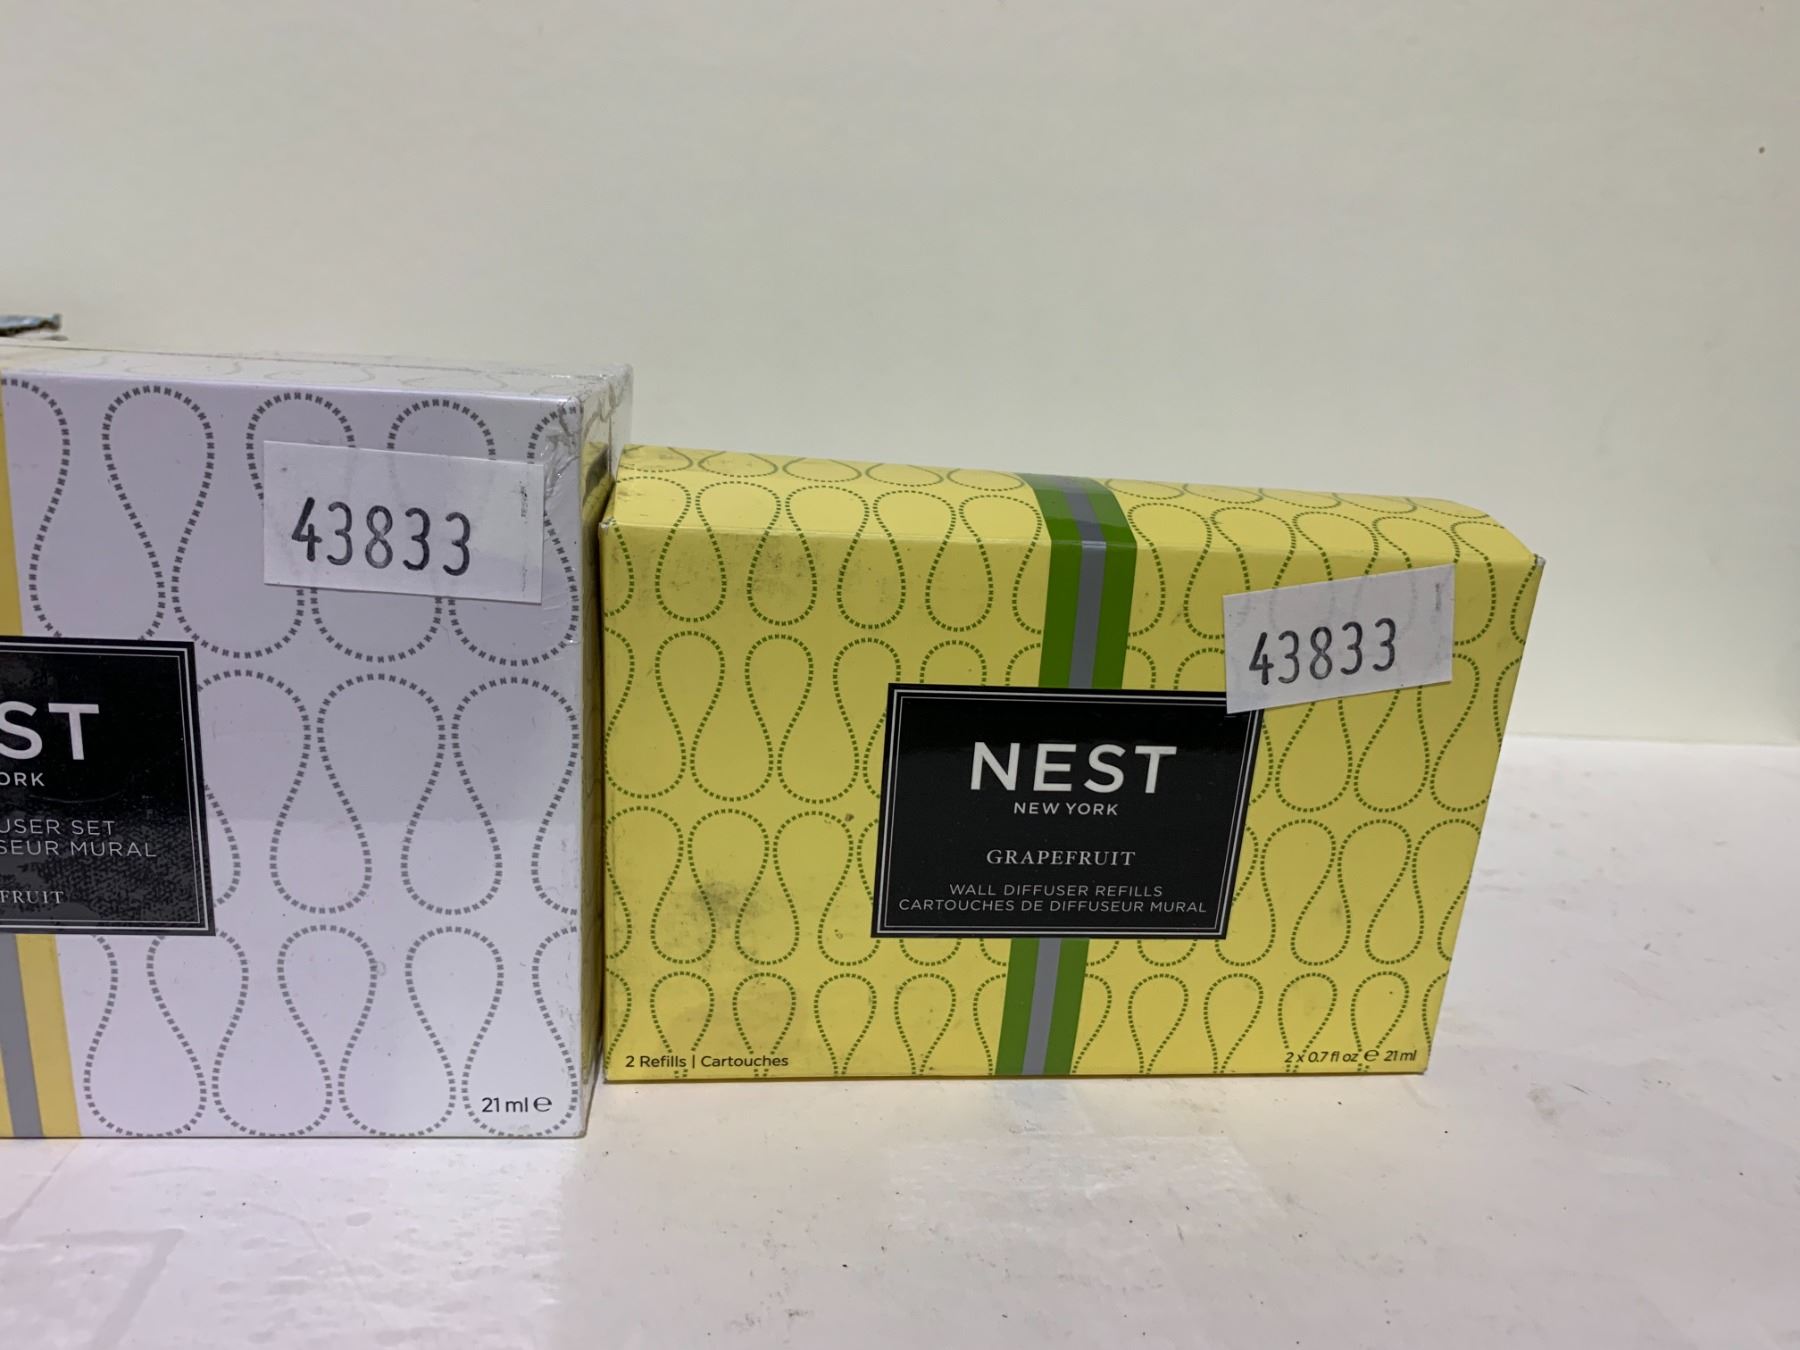 43833
ST
ORK
USER SET
SEUR MURAL
FRUIT
21 ml ℮
43833
NEST
NEW YORK
GRAPEFRUIT
WALL DIFFUSER REFILLS
CARTOUCHES DE DIFFUSEUR MURAL
2 Refills | Cartouches
2 x 0.7 fl oz ℮ 21 ml